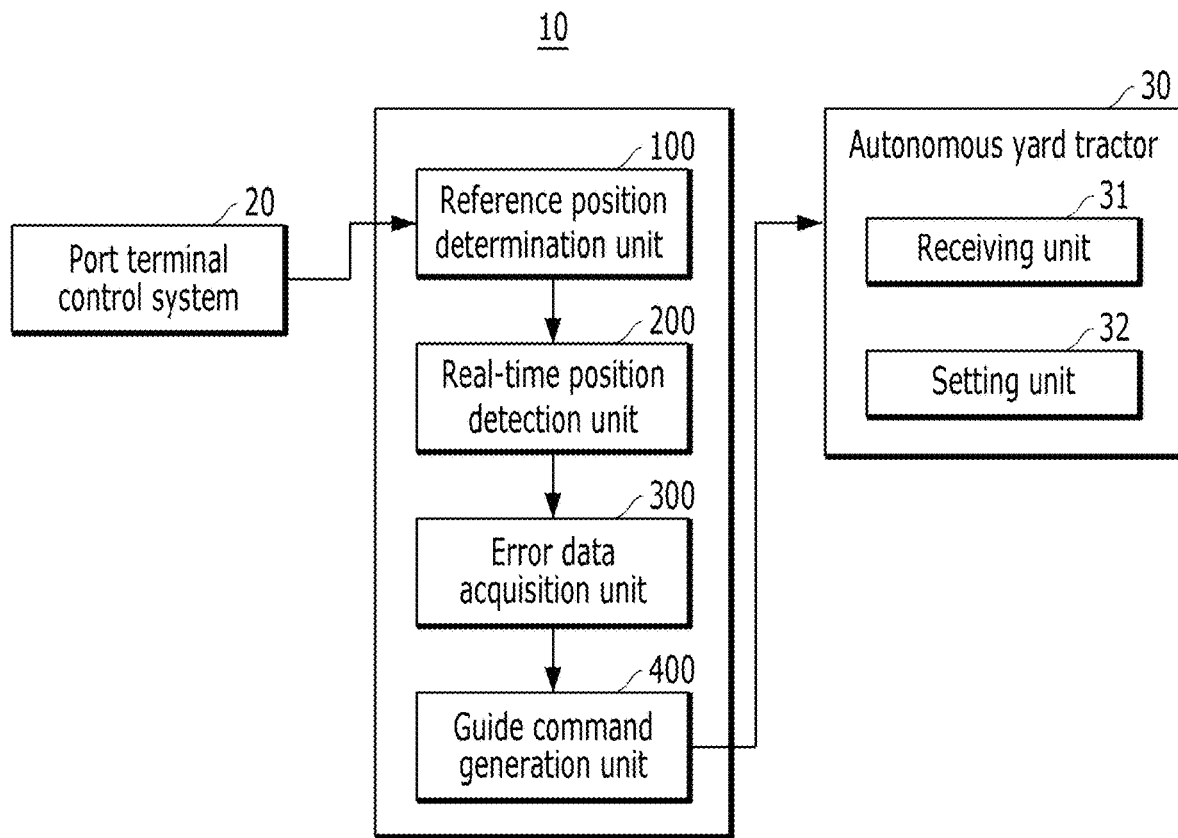 10
20
Port terminal
control system
100
Reference position
determination unit
200
Real-time position
detection unit
300
Error data
acquisition unit
400
Guide command
generation unit
30
Autonomous yard tractor
31
Receiving unit
32
Setting unit